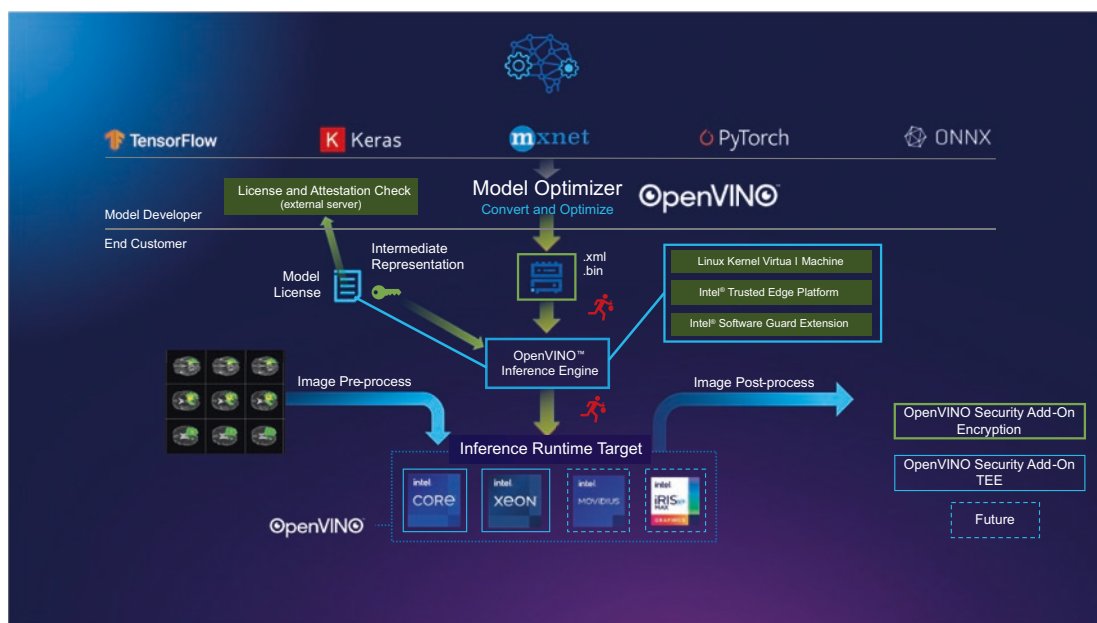 TensorFlow
K Keras
mxnet
PyTorch
ONNX
License and Attestation Check
(external server)
Model Optimizer
Convert and Optimize
OpenVINO™
Model Developer
End Customer
Intermediate
Representation
.xml
.bin
Model
License
Linux Kernel Virtua l Machine
Intel® Trusted Edge Platform
Intel® Software Guard Extension
OpenVINO™
Inference Engine
Image Pre-process
Image Post-process
OpenVINO Security Add-On
Encryption
Inference Runtime Target
OpenVINO Security Add-On
TEE
intel
CORE
intel
XEON
intel
MOVIDIUS
intel
iRIS Xe
MAX
GRAPHICS
OpenVINO
Future